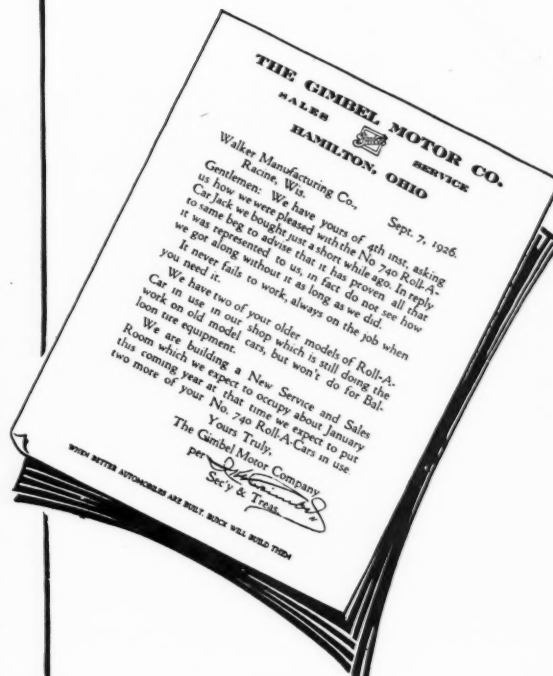 THE GIMBEL MOTOR CO.
SALES Buick SERVICE
HAMILTON, OHIO
Sept. 7, 1926.
Walker Manufacturing Co.,
Racine, Wis.
Gentlemen: We have yours of 4th inst, asking
us how we were pleased with the No 740 Roll-A-
Car Jack we bought just a short while ago. In reply
to same beg to advise that it has proven all that
it was represented to us, in fact do not see how
we got along without it as long as we did.
It never fails to work, always on the job when
you need it.
We have two of your older models of Roll-A-
Car in use in our shop which is still doing the
work on old model cars, but won't do for Bal-
loon tire equipment.
We are building a New Service and Sales
Room which we expect to occupy about January
this coming year at that time we expect to put
two more of your No. 740 Roll-A-Cars in use
Yours Truly,
The Gimbel Motor Company
per
Sec'y & Treas.
WHEN BETTER AUTOMOBILES ARE BUILT, BUICK WILL BUILD THEM